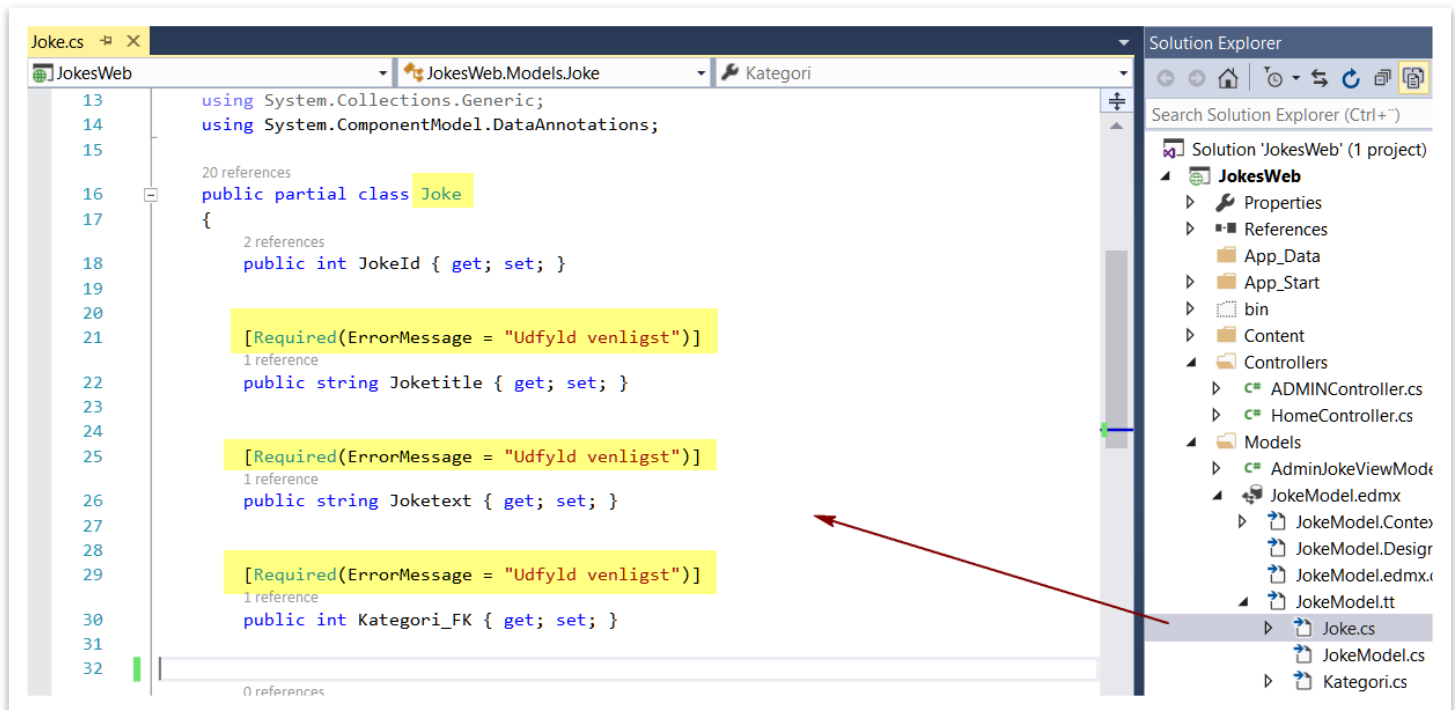 Joke.cs
JokesWeb
JokesWeb.Models.Joke
Kategori
13 using System.Collections.Generic;
14 using System.ComponentModel.DataAnnotations;
15
20 references
16 public partial class Joke
17 {
2 references
18 public int JokeId { get; set; }
19
20
21 [Required(ErrorMessage = "Udfyld venligst")]
1 reference
22 public string Joketitle { get; set; }
23
24
25 [Required(ErrorMessage = "Udfyld venligst")]
1 reference
26 public string Joketext { get; set; }
27
28
29 [Required(ErrorMessage = "Udfyld venligst")]
1 reference
30 public int Kategori_FK { get; set; }
31
32
0 references
Solution Explorer
Search Solution Explorer (Ctrl+¨)
Solution 'JokesWeb' (1 project)
JokesWeb
Properties
References
App_Data
App_Start
bin
Content
Controllers
C# ADMINController.cs
C# HomeController.cs
Models
C# AdminJokeViewMode
JokeModel.edmx
JokeModel.Contex
JokeModel.Design
JokeModel.edmx.
JokeModel.tt
Joke.cs
JokeModel.cs
Kategori.cs